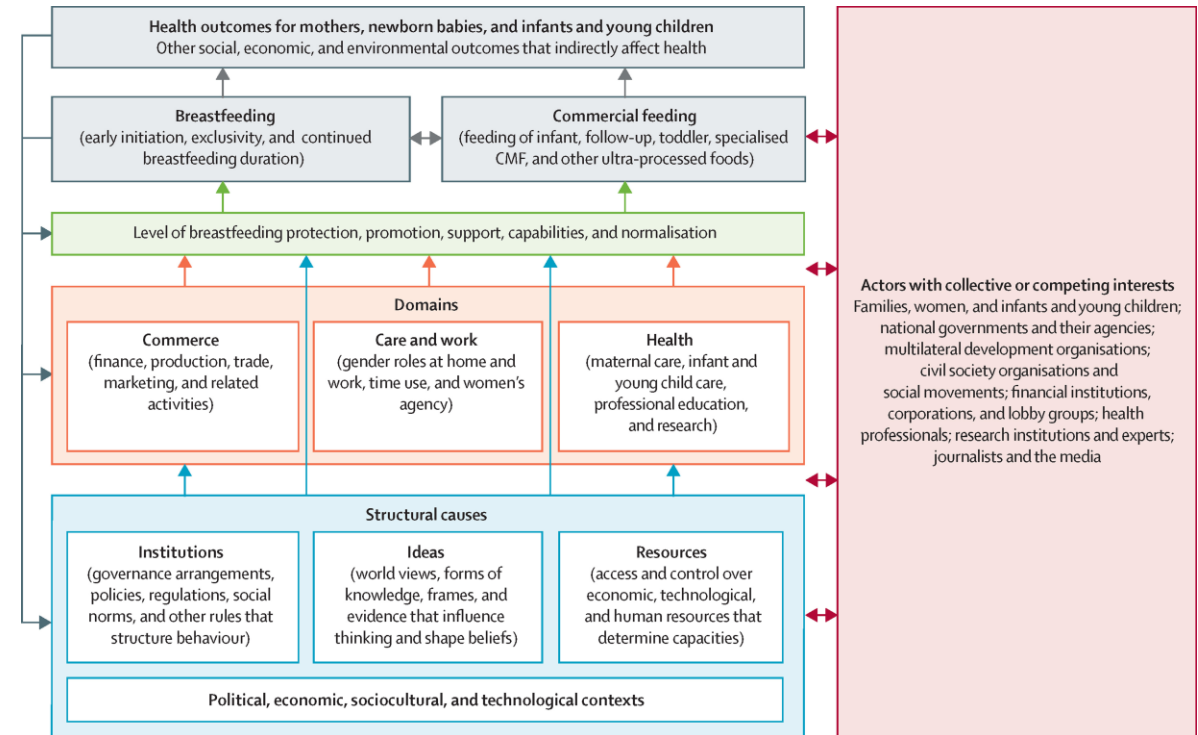 Health outcomes for mothers, newborn babies, and infants and young children
Other social, economic, and environmental outcomes that indirectly affect health
Breastfeeding
(early initiation, exclusivity, and continued
breastfeeding duration)
Commercial feeding
(feeding of infant, follow-up, toddler, specialised
CMF, and other ultra-processed foods)
Level of breastfeeding protection, promotion, support, capabilities, and normalisation
Domains
Commerce
(finance, production, trade,
marketing, and related
activities)
Care and work
(gender roles at home and
work, time use, and women's
agency)
Health
(maternal care, infant and
young child care,
professional education,
and research)
Structural causes
Institutions
(governance arrangements,
policies, regulations, social
norms, and other rules that
structure behaviour)
Ideas
(world views, forms of
knowledge, frames, and
evidence that influence
thinking and shape beliefs)
Resources
(access and control over
economic, technological,
and human resources that
determine capacities)
Political, economic, sociocultural, and technological contexts
Actors with collective or competing interests
Families, women, and infants and young children;
national governments and their agencies;
multilateral development organisations;
civil society organisations and
social movements; financial institutions,
corporations, and lobby groups; health
professionals; research institutions and experts;
journalists and the media